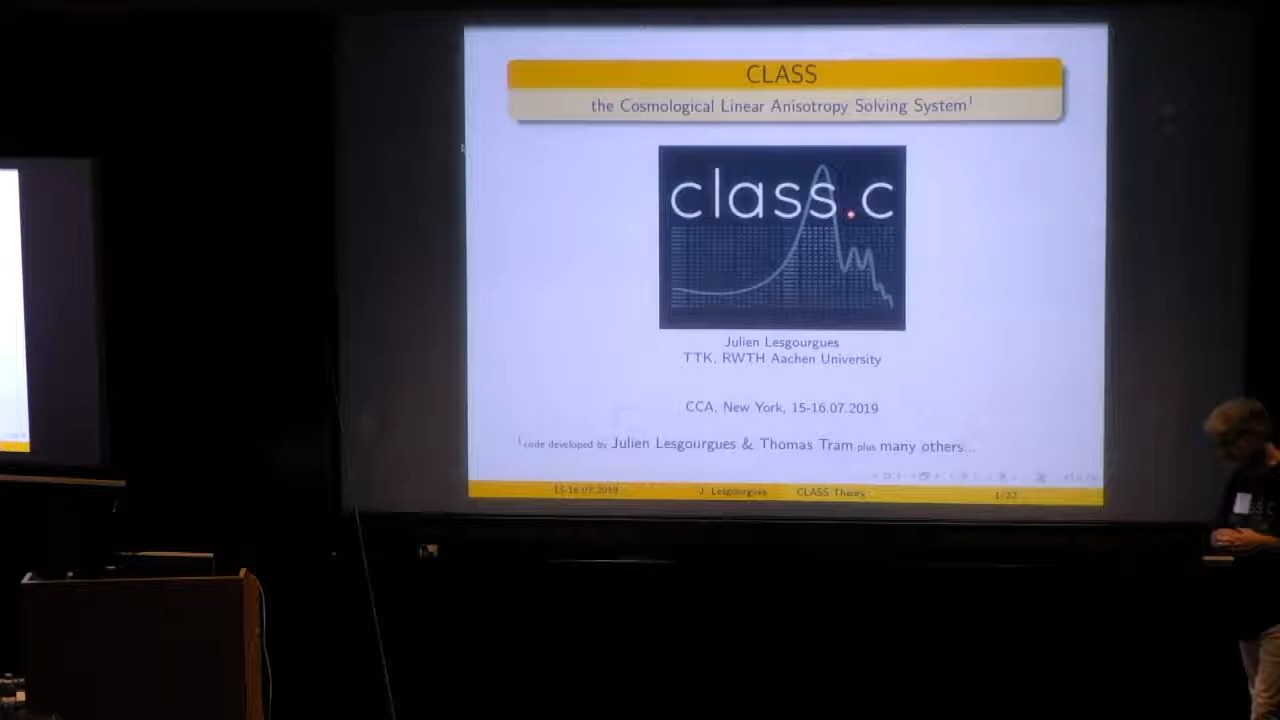 CLASS
the Cosmological Linear Anisotropy Solving System¹
class.c
Julien Lesgourgues
TTK, RWTH Aachen University
CCA, New York, 15-16.07.2019
¹code developed by Julien Lesgourgues & Thomas Tram plus many others...
15-16.07.2019 J. Lesgourgues CLASS Theory 1/32